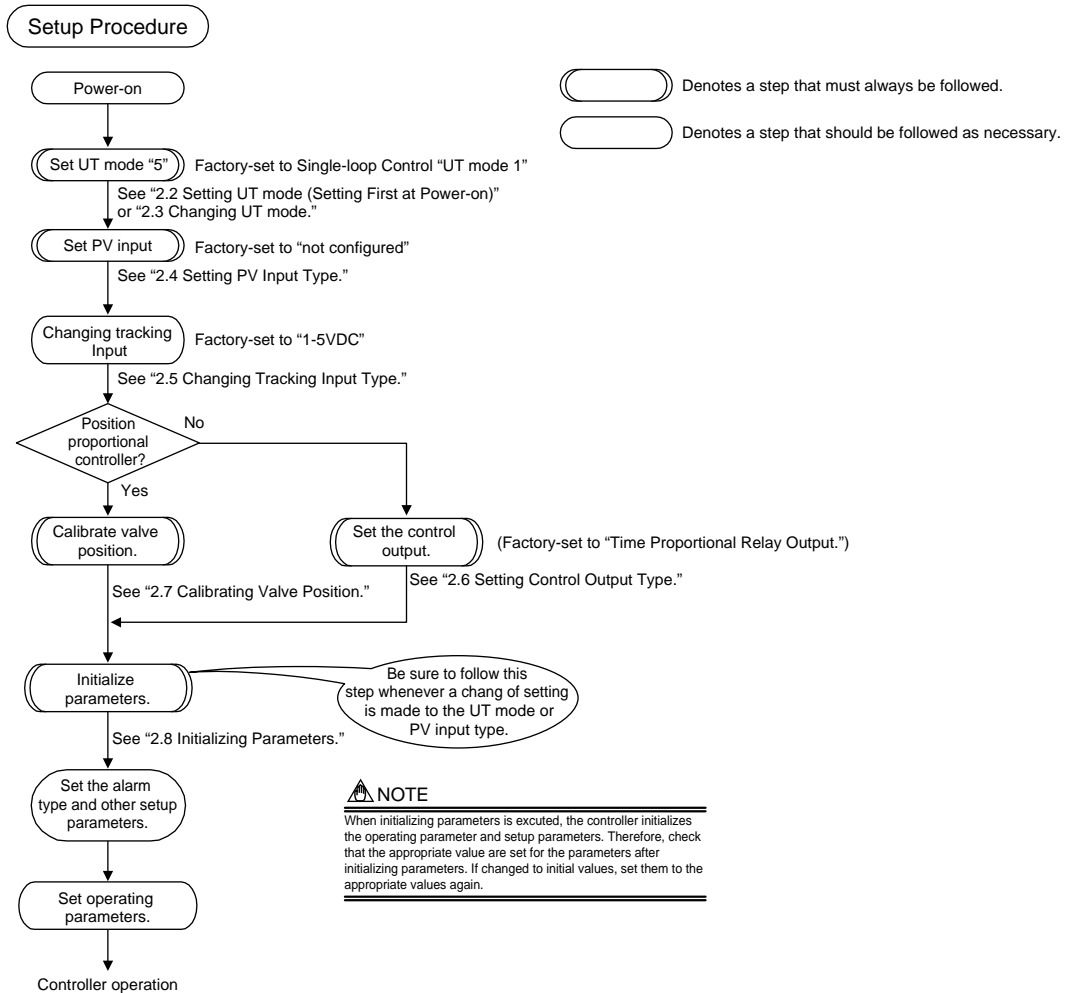 Setup Procedure
Power-on
Denotes a step that must always be followed.
Denotes a step that should be followed as necessary.
Set UT mode “5”
Factory-set to Single-loop Control “UT mode 1”
See “2.2 Setting UT mode (Setting First at Power-on)”
or “2.3 Changing UT mode.”
Set PV input
Factory-set to “not configured”
See “2.4 Setting PV Input Type.”
Changing tracking
Input
Factory-set to “1-5VDC”
See “2.5 Changing Tracking Input Type.”
Position
proportional
controller?
No
Yes
Calibrate valve
position.
Set the control
output.
(Factory-set to “Time Proportional Relay Output.”)
See “2.7 Calibrating Valve Position.”
See “2.6 Setting Control Output Type.”
Initialize
parameters.
Be sure to follow this
step whenever a chang of setting
is made to the UT mode or
PV input type.
See “2.8 Initializing Parameters.”
Set the alarm
type and other setup
parameters.
NOTE
When initializing parameters is excuted, the controller initializes
the operating parameter and setup parameters. Therefore, check
that the appropriate value are set for the parameters after
initializing parameters. If changed to initial values, set them to the
appropriate values again.
Set operating
parameters.
Controller operation